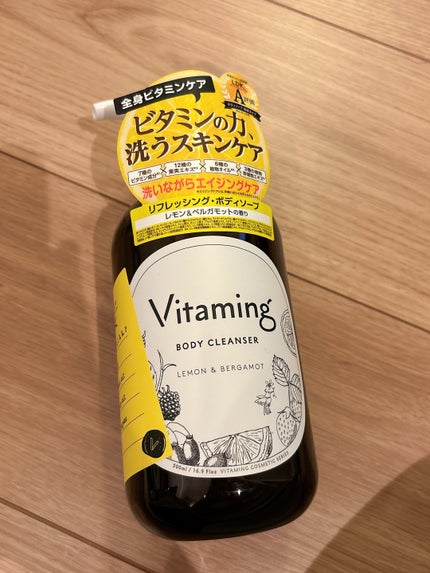 全身ビタミンケア
ビタミンの力、
洗うスキンケア
7種の
ビタミン成分
12種の
果実エキス
6種の
植物オイル
洗いながらエイジングケア
リフレッシング・ボディソープ
レモン&ベルガモットの香り
Vitaming
BODY CLEANSER
LEMON & BERGAMOT
500ml / 16.9 floz VITAMING COSMETIC SERIES